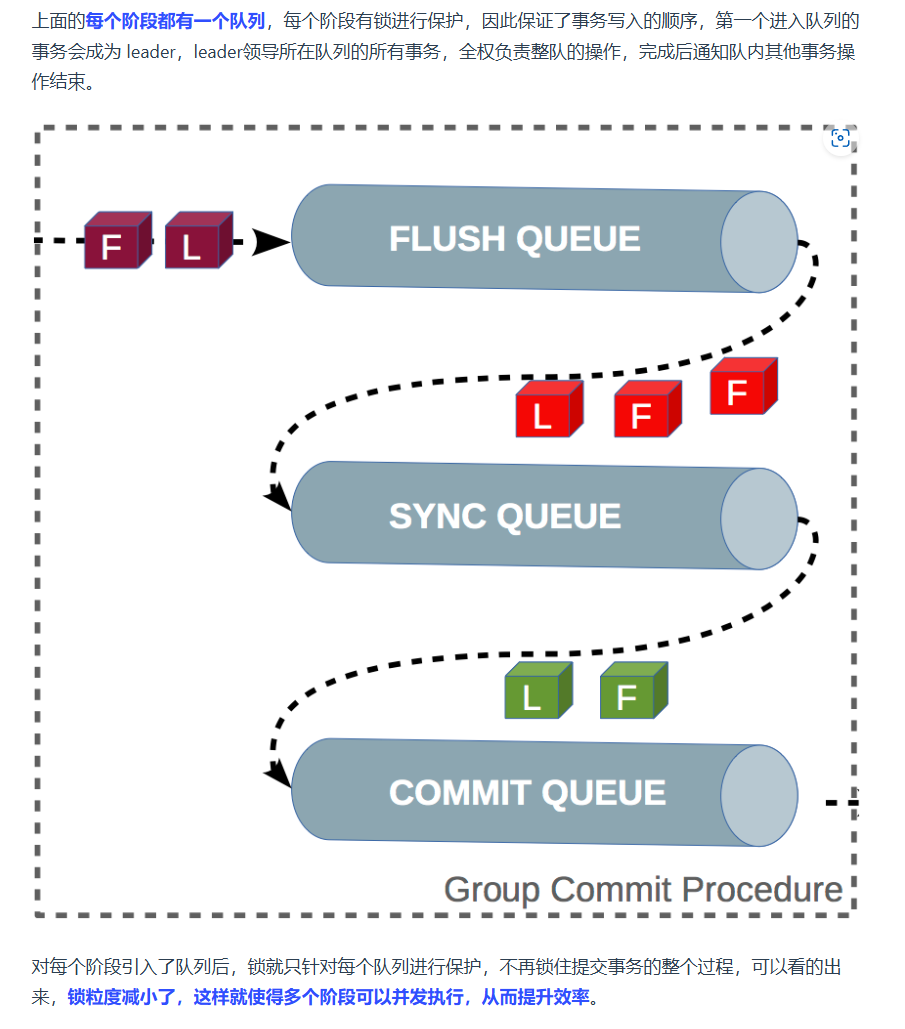 上面的每个阶段都有一个队列，每个阶段有锁进行保护，因此保证了事务写入的顺序，第一个进入队列的
事务会成为 leader，leader领导所在队列的所有事务，全权负责整队的操作，完成后通知队内其他事务操
作结束。
F L FLUSH QUEUE
L F F
SYNC QUEUE
L F
COMMIT QUEUE
Group Commit Procedure
对每个阶段引入了队列后，锁就只针对每个队列进行保护，不再锁住提交事务的整个过程，可以看的出
来，锁粒度减小了，这样就使得多个阶段可以并发执行，从而提升效率。